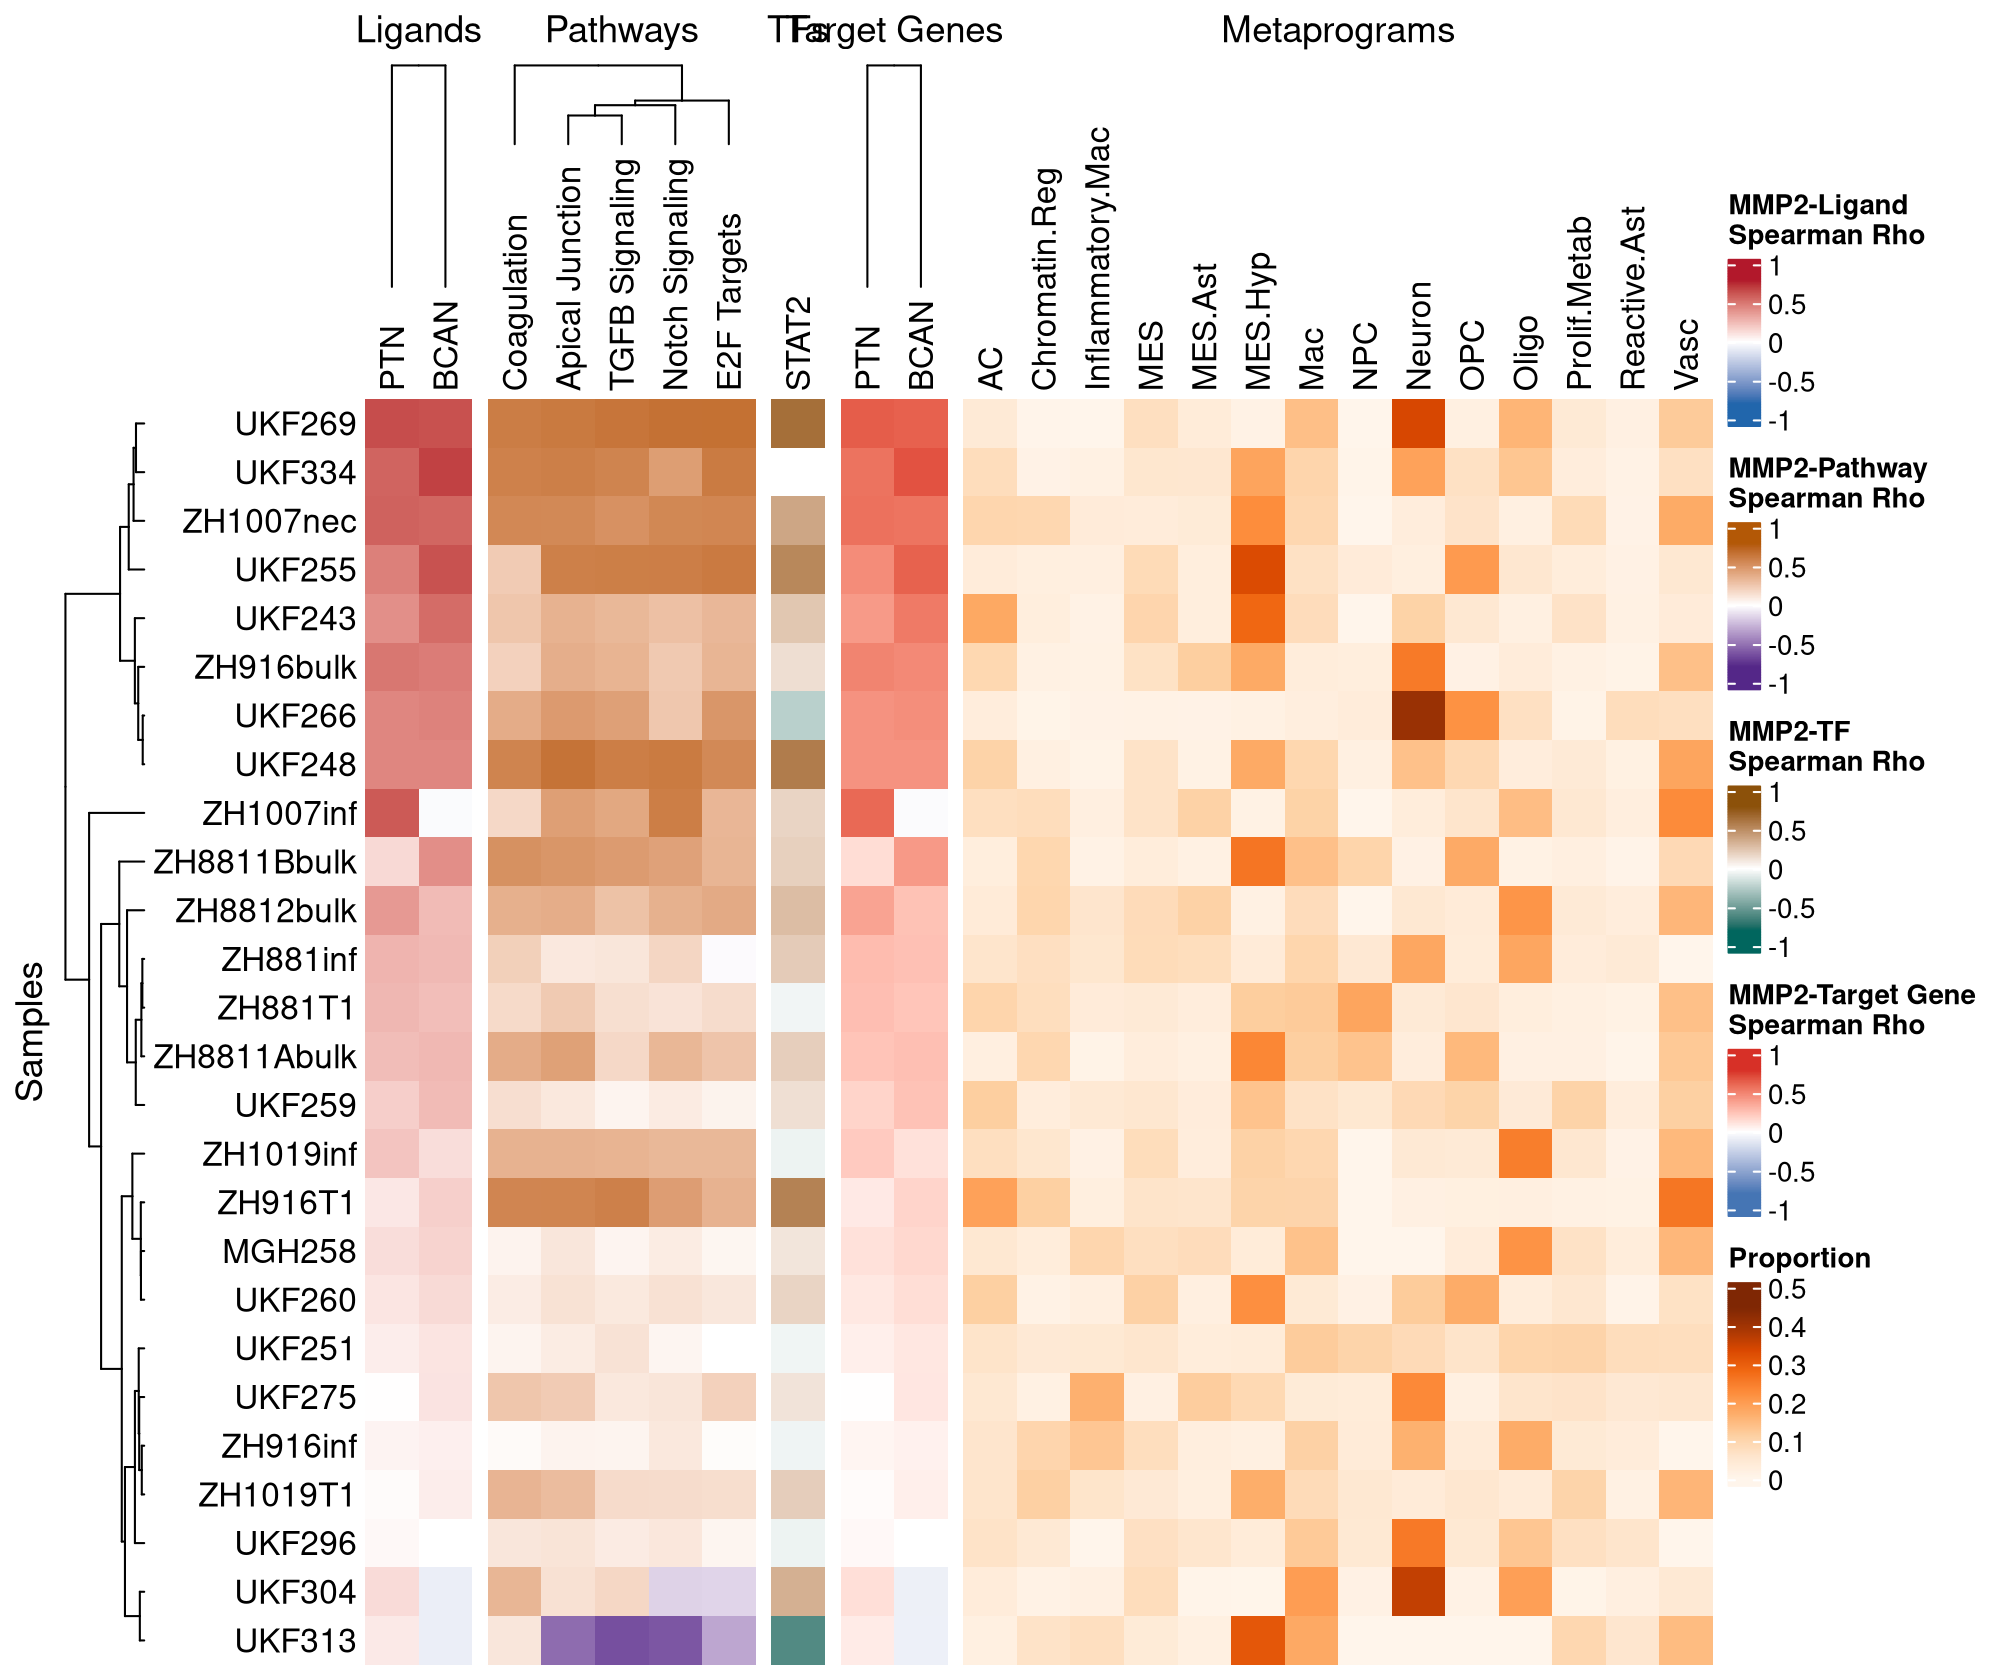 Ligands
Pathways
TFs
Target Genes
Metaprograms
PTN
BCAN
Coagulation
Apical Junction
TGFB Signaling
Notch Signaling
E2F Targets
STAT2
PTN
BCAN
AC
Chromatin.Reg
Inflammatory.Mac
MES
MES.Ast
MES.Hyp
Mac
NPC
Neuron
OPC
Oligo
Prolif.Metab
Reactive.Ast
Vasc
Samples
UKF269
UKF334
ZH1007nec
UKF255
UKF243
ZH916bulk
UKF266
UKF248
ZH1007inf
ZH8811Bbulk
ZH8812bulk
ZH881inf
ZH881T1
ZH8811Abulk
UKF259
ZH1019inf
ZH916T1
MGH258
UKF260
UKF251
UKF275
ZH916inf
ZH1019T1
UKF296
UKF304
UKF313
MMP2-Ligand
Spearman Rho
1
0.5
0
-0.5
-1
MMP2-Pathway
Spearman Rho
1
0.5
0
-0.5
-1
MMP2-TF
Spearman Rho
1
0.5
0
-0.5
-1
MMP2-Target Gene
Spearman Rho
1
0.5
0
-0.5
-1
Proportion
0.5
0.4
0.3
0.2
0.1
0